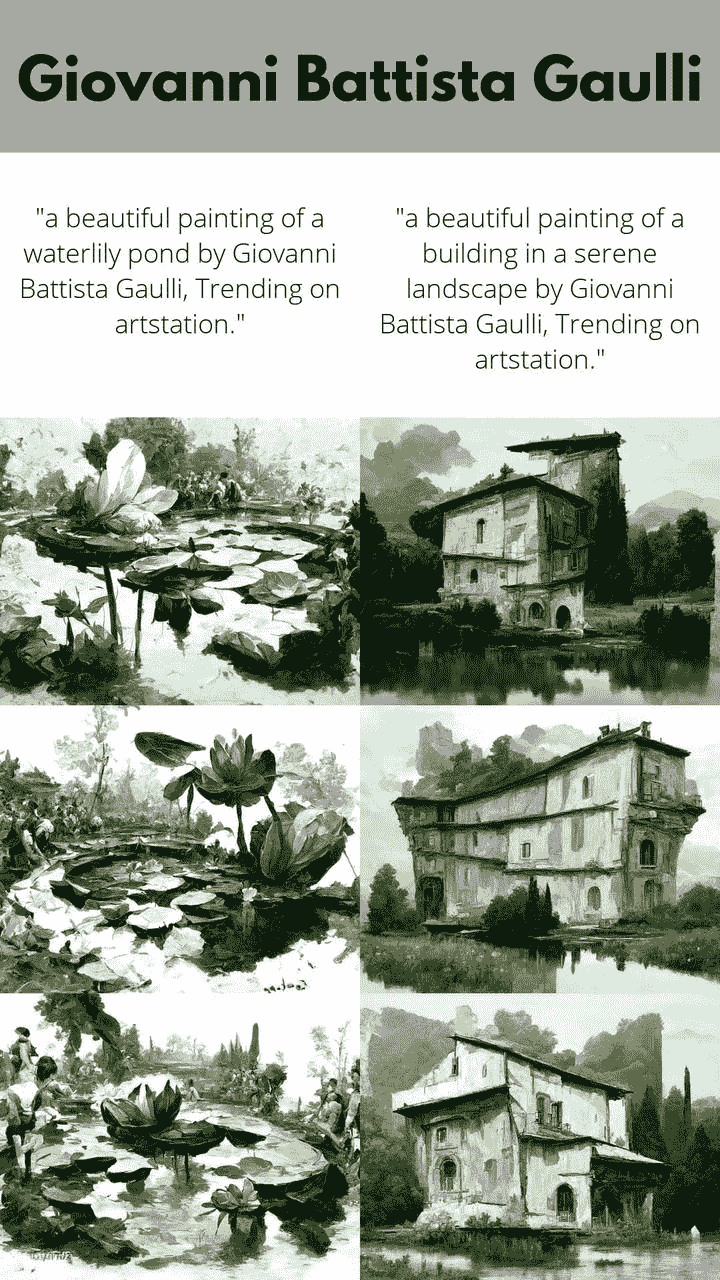 Giovanni Battista Gaulli
"a beautiful painting of a
waterlily pond by Giovanni
Battista Gaulli, Trending on
artstation."
"a beautiful painting of a
building in a serene
landscape by Giovanni
Battista Gaulli, Trending on
artstation."